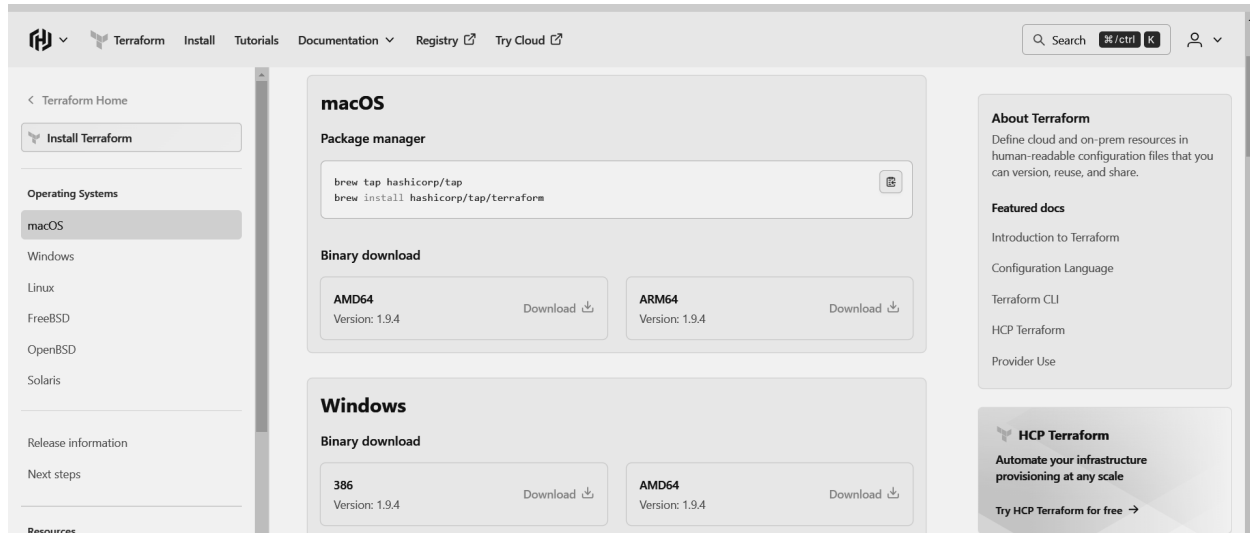 Terraform Install Tutorials Documentation Registry Try Cloud Search ⌘/ctrl K
< Terraform Home
Install Terraform
Operating Systems
macOS
Windows
Linux
FreeBSD
OpenBSD
Solaris
Release information
Next steps
Resources
macOS
Package manager
brew tap hashicorp/tap
brew install hashicorp/tap/terraform
Binary download
AMD64
Version: 1.9.4
Download
ARM64
Version: 1.9.4
Download
Windows
Binary download
386
Version: 1.9.4
Download
AMD64
Version: 1.9.4
Download
About Terraform
Define cloud and on-prem resources in
human-readable configuration files that you
can version, reuse, and share.
Featured docs
Introduction to Terraform
Configuration Language
Terraform CLI
HCP Terraform
Provider Use
HCP Terraform
Automate your infrastructure
provisioning at any scale
Try HCP Terraform for free →